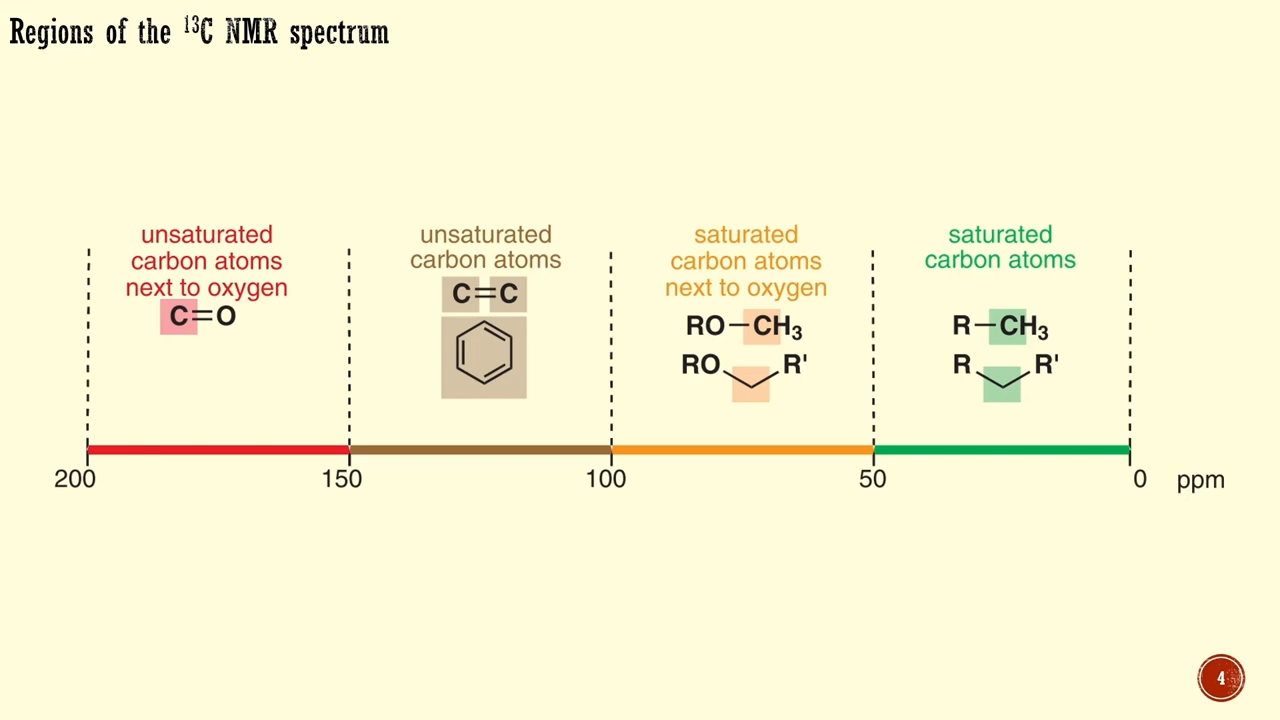 Regions of the ¹³C NMR spectrum
unsaturated
carbon atoms
next to oxygen
C=O
unsaturated
carbon atoms
C=C
saturated
carbon atoms
next to oxygen
RO—CH₃
RO R'
saturated
carbon atoms
R—CH₃
R R'
200 150 100 50 0 ppm
4